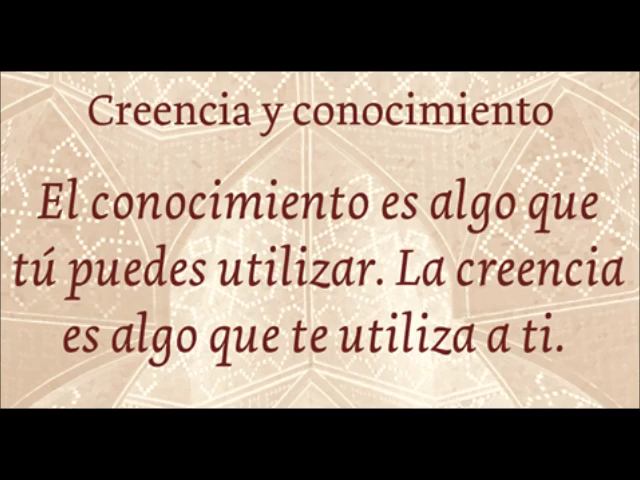 Creencia y conocimiento
El conocimiento es algo que
tú puedes utilizar. La creencia
es algo que te utiliza a ti.